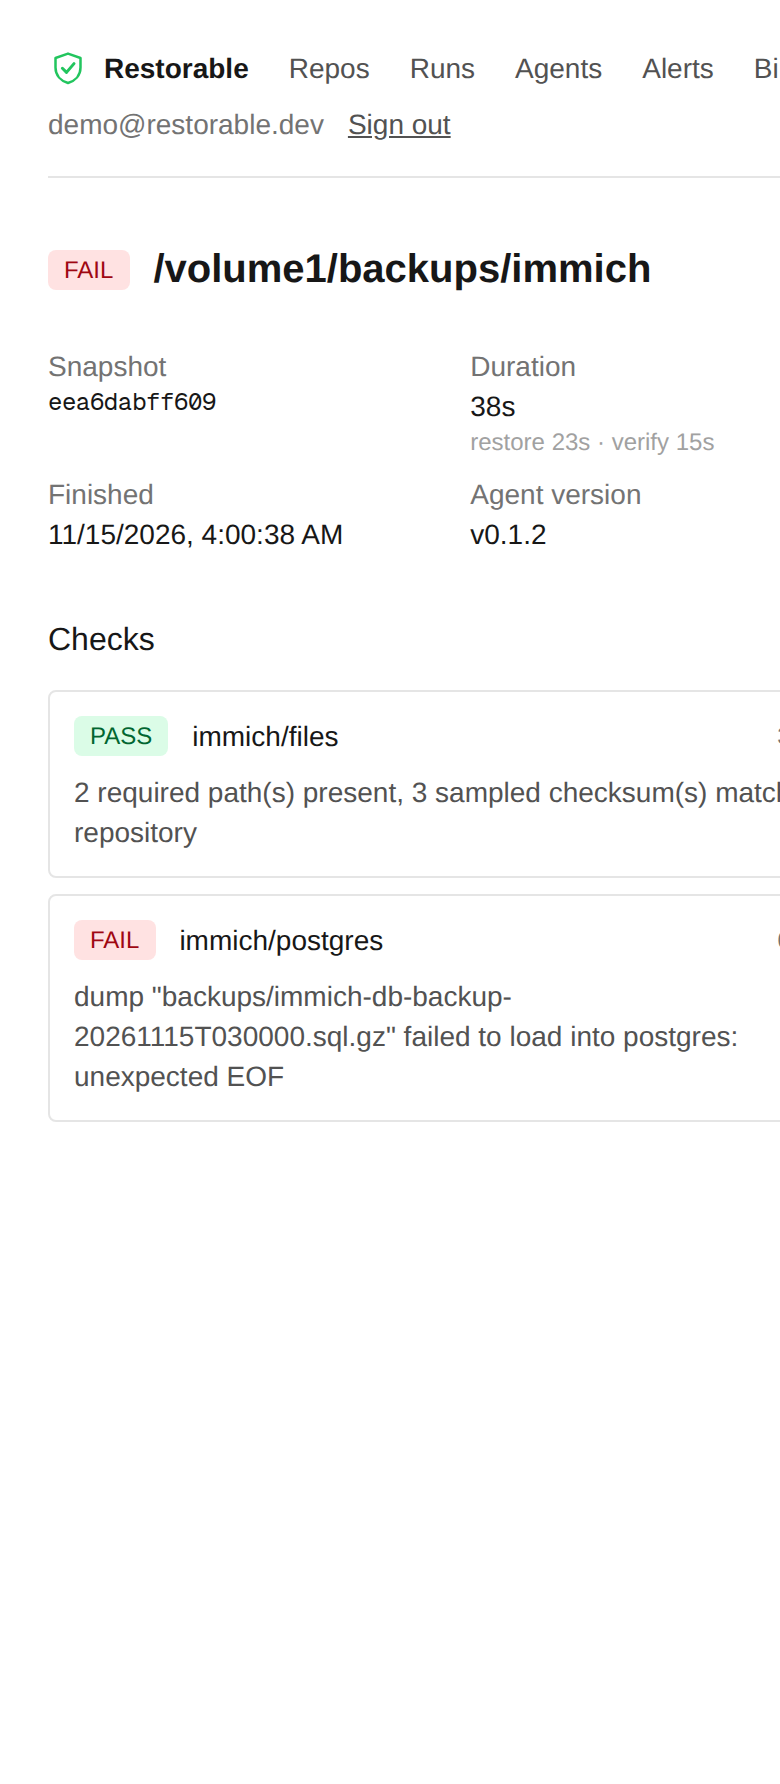 Restorable Repos Runs Agents Alerts
demo@restorable.dev Sign out
FAIL /volume1/backups/immich
Snapshot Duration
eea6dabff609 38s
restore 23s · verify 15s
Finished Agent version
11/15/2026, 4:00:38 AM v0.1.2
Checks
PASS immich/files
2 required path(s) present, 3 sampled checksum(s)
repository
FAIL immich/postgres
dump "backups/immich-db-backup-
20261115T030000.sql.gz" failed to load into postgres:
unexpected EOF